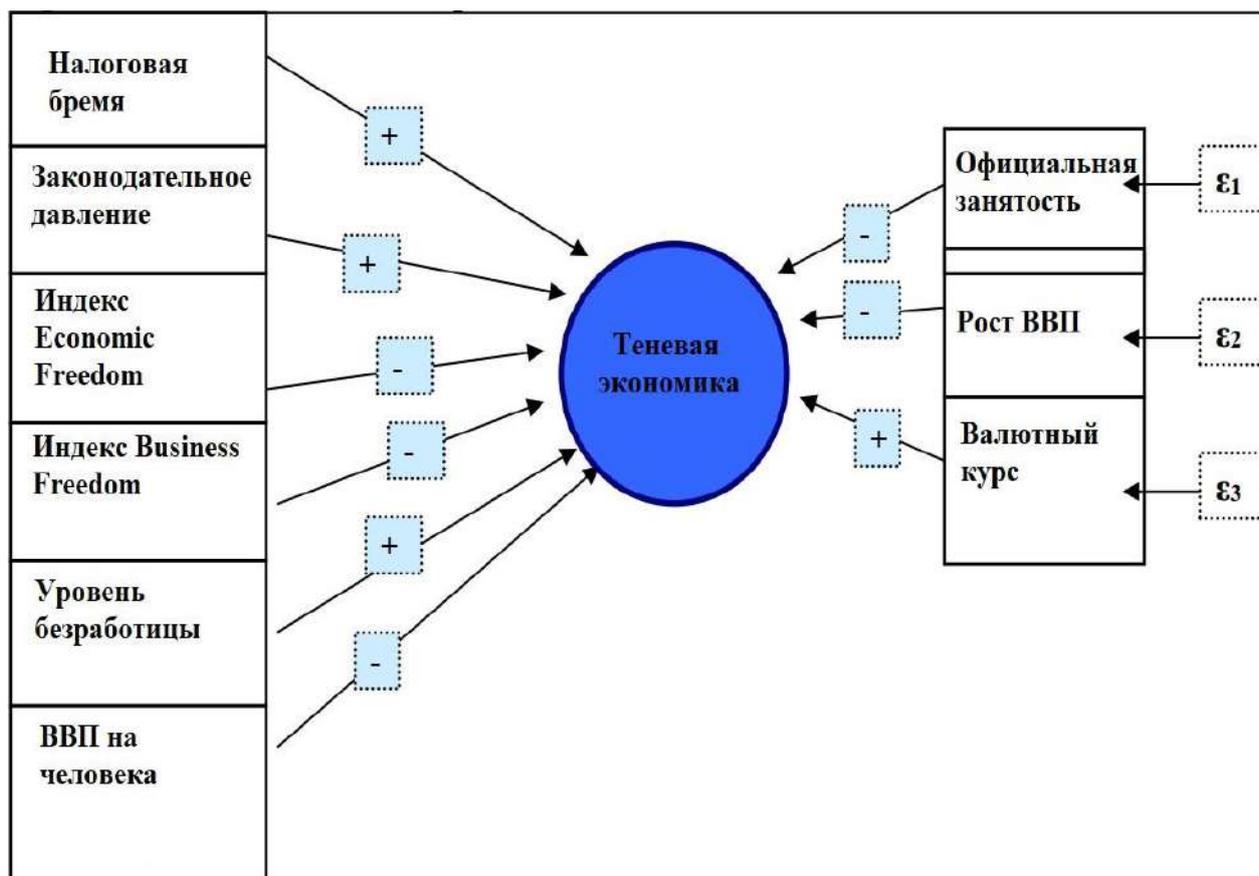 Налоговая
бремя
+
Законодательное
давление
+
Индекс
Economic
Freedom
-
Индекс Business
Freedom
-
Уровень
безработицы
+
ВВП на
человека
-
Теневая
экономика
Официальная
занятость
-
ε1
Рост ВВП
-
ε2
Валютный
курс
+
ε3